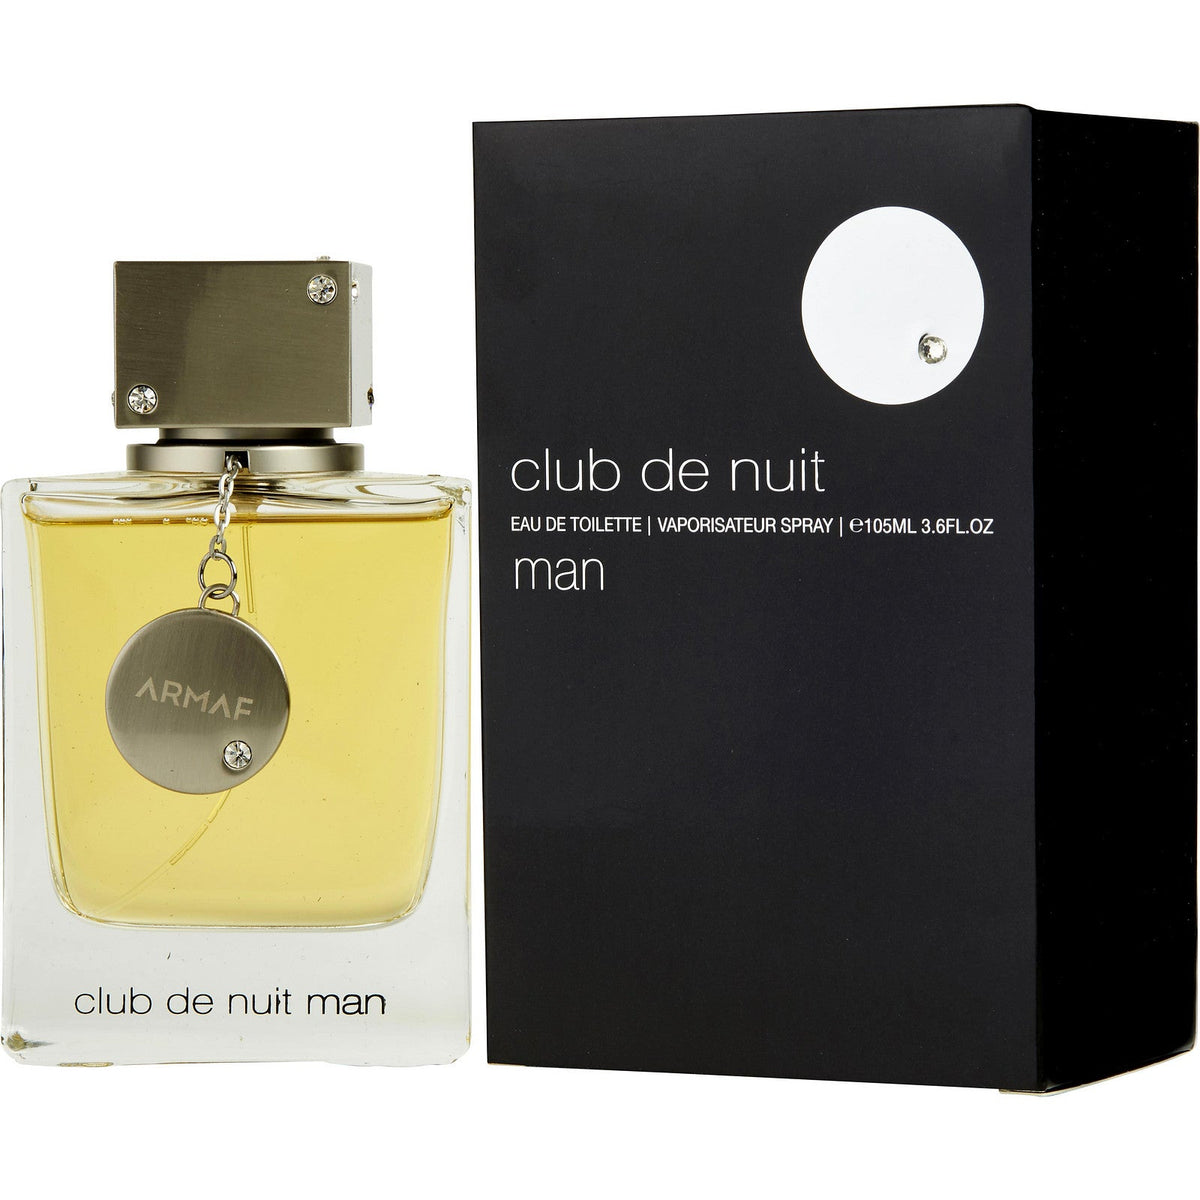 ARMAF
club de nuit man
club de nuit
EAU DE TOILETTE | VAPORISATEUR SPRAY | ℮105ML 3.6FL.OZ
man